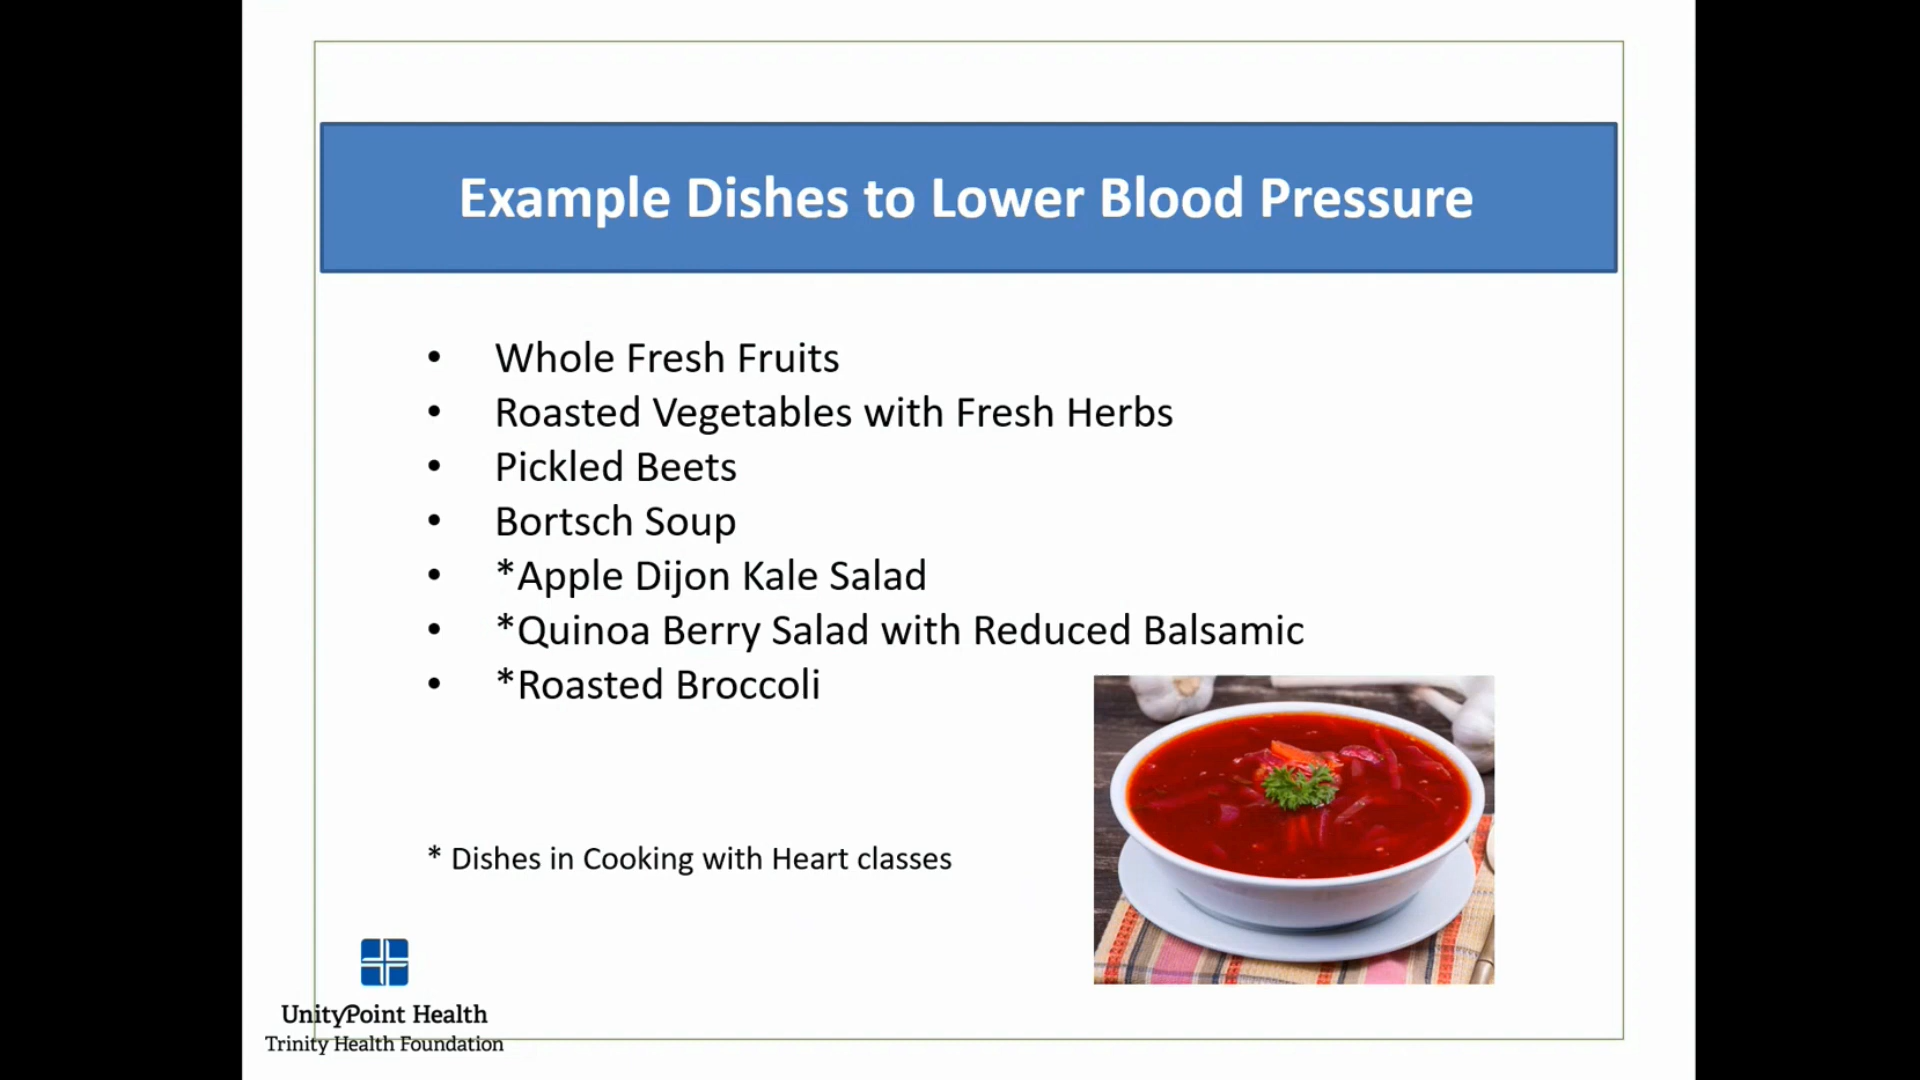 Example Dishes to Lower Blood Pressure
• Whole Fresh Fruits
• Roasted Vegetables with Fresh Herbs
• Pickled Beets
• Bortsch Soup
• *Apple Dijon Kale Salad
• *Quinoa Berry Salad with Reduced Balsamic
• *Roasted Broccoli
* Dishes in Cooking with Heart classes
UnityPoint Health
Trinity Health Foundation